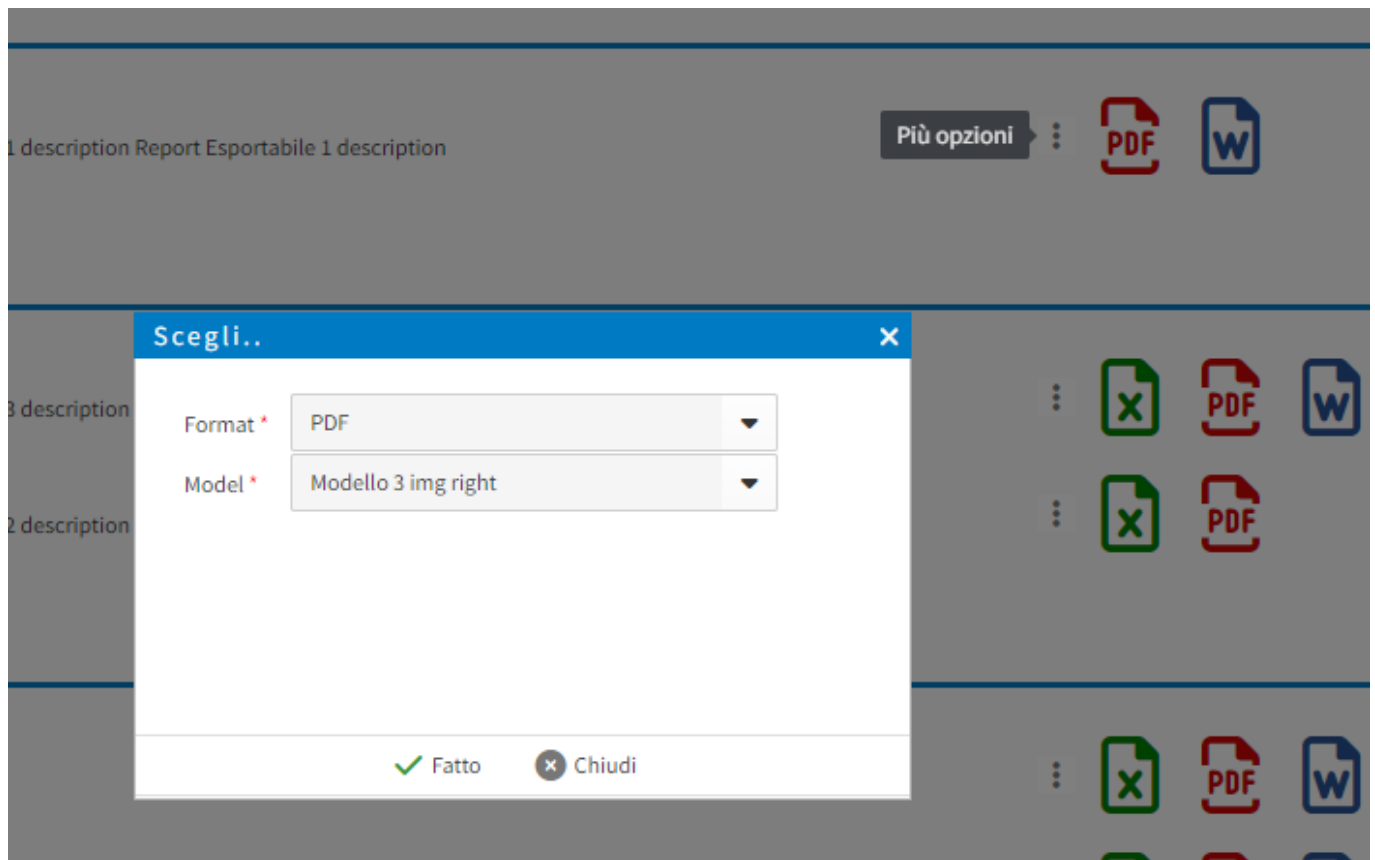 1 description Report Esportabile 1 description
Più opzioni
PDF
W
Scegli..
3 description
X
PDF
W
Format *
PDF
Model *
Modello 3 img right
2 description
X
PDF
Fatto
Chiudi
X
PDF
W